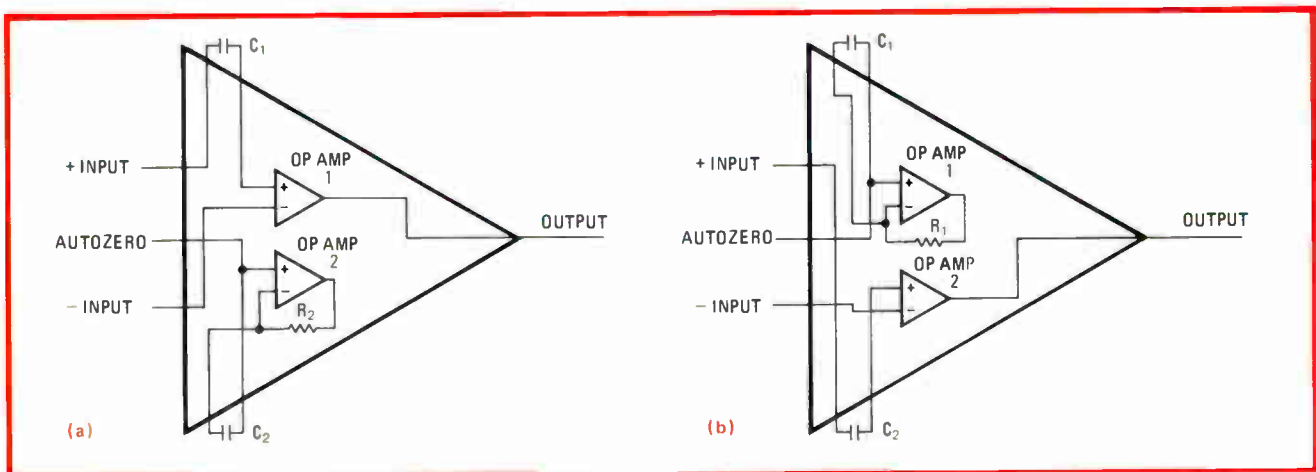 C₁
+ INPUT
OP AMP
1
+
−
AUTOZERO
OP AMP
2
+
−
− INPUT
R₂
OUTPUT
C₂
(a)
C₁
+ INPUT
OP AMP
1
+
−
AUTOZERO
R₁
OP AMP
2
+
−
− INPUT
OUTPUT
C₂
(b)